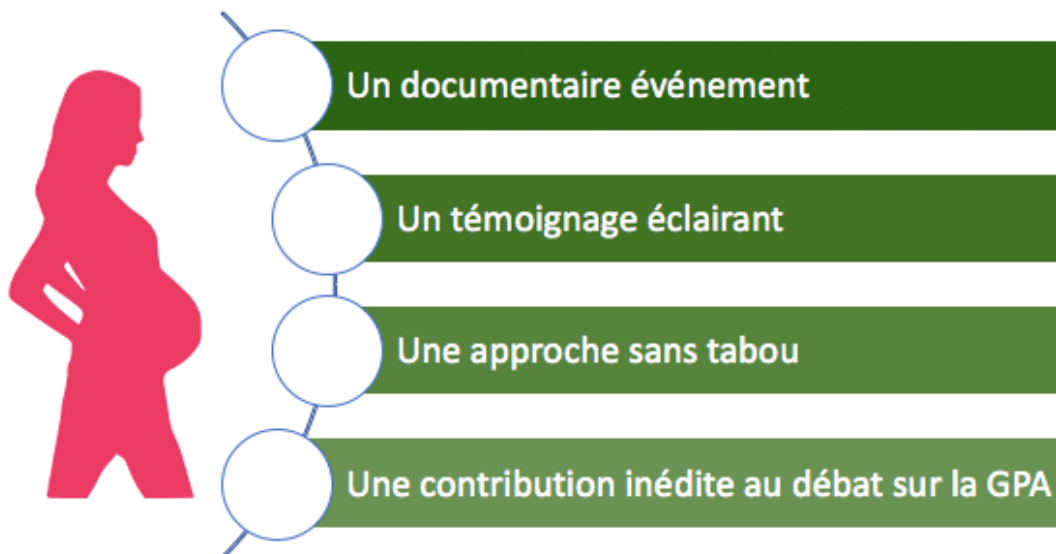 Un documentaire événement
Un témoignage éclairant
Une approche sans tabou
Une contribution inédite au débat sur la GPA